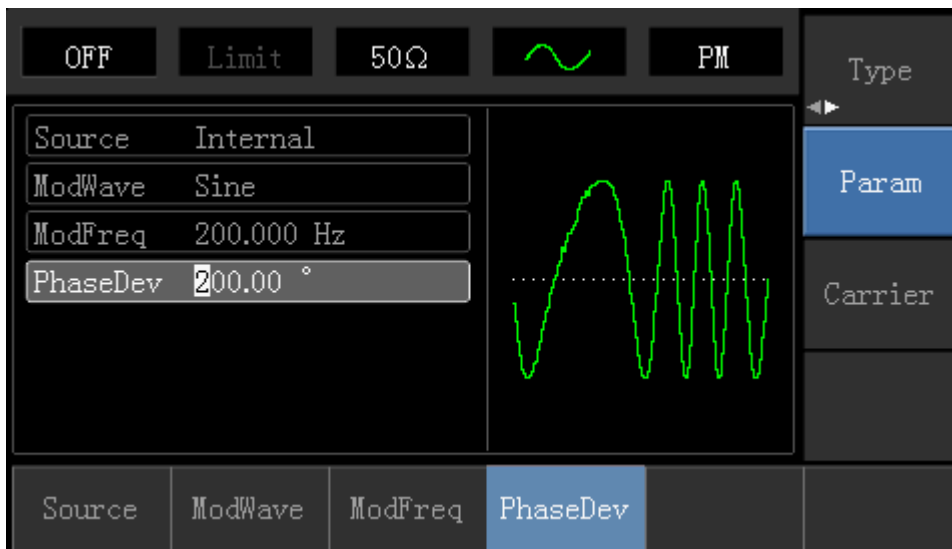 OFF Limit 50Ω PM
Type
Source Internal
ModWave Sine
ModFreq 200.000 Hz
PhaseDev 200.00 °
Param
Carrier
Source ModWave ModFreq PhaseDev